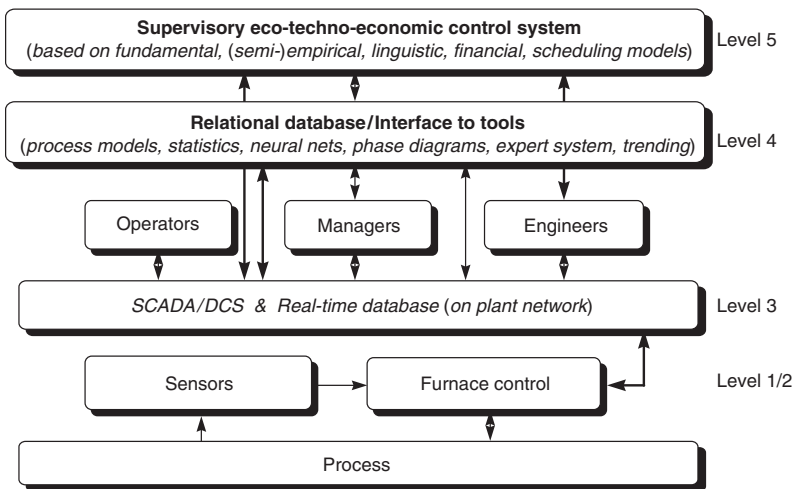 Supervisory eco-techno-economic control system
(based on fundamental, (semi-)empirical, linguistic, financial, scheduling models)
Level 5
Relational database/Interface to tools
(process models, statistics, neural nets, phase diagrams, expert system, trending)
Level 4
Operators
Managers
Engineers
SCADA/DCS & Real-time database (on plant network)
Level 3
Sensors
Furnace control
Level 1/2
Process